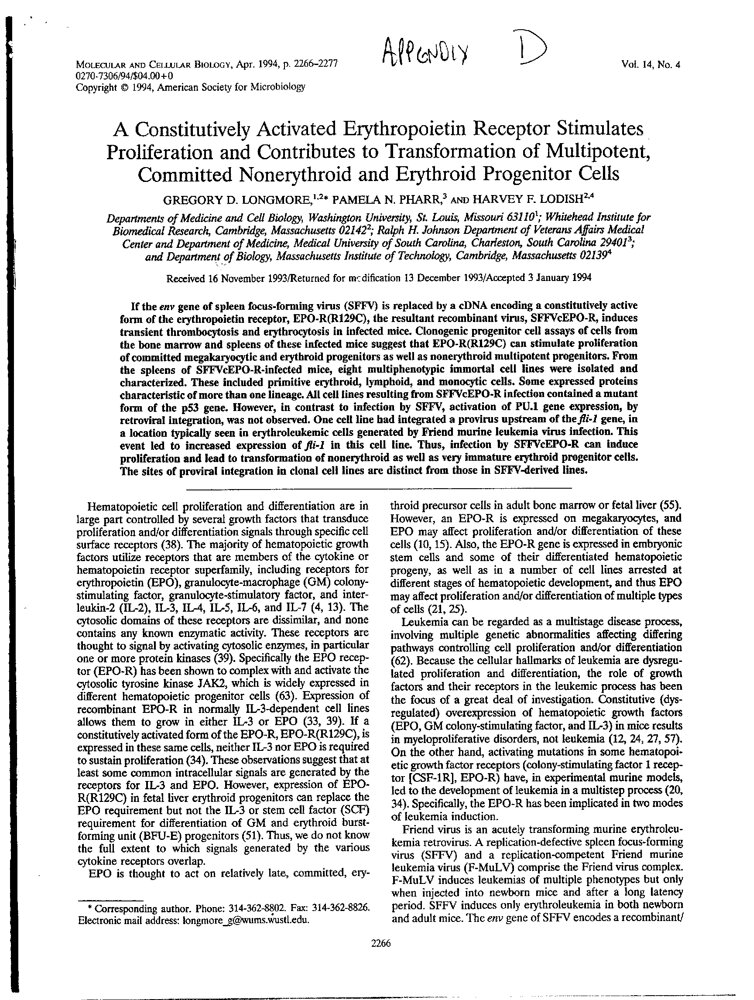 APPENDIX D
MOLECULAR AND CELLULAR BIOLOGY, Apr. 1994, p. 2266–2277
0270-7306/94/$04.00+0
Copyright © 1994, American Society for Microbiology
Vol. 14, No. 4
A Constitutively Activated Erythropoietin Receptor Stimulates
Proliferation and Contributes to Transformation of Multipotent,
Committed Nonerythroid and Erythroid Progenitor Cells
GREGORY D. LONGMORE,1,2* PAMELA N. PHARR,3 AND HARVEY F. LODISH2,4
Departments of Medicine and Cell Biology, Washington University, St. Louis, Missouri 631101; Whitehead Institute for
Biomedical Research, Cambridge, Massachusetts 021422; Ralph H. Johnson Department of Veterans Affairs Medical
Center and Department of Medicine, Medical University of South Carolina, Charleston, South Carolina 294013;
and Department of Biology, Massachusetts Institute of Technology, Cambridge, Massachusetts 021394
Received 16 November 1993/Returned for modification 13 December 1993/Accepted 3 January 1994
If the env gene of spleen focus-forming virus (SFFV) is replaced by a cDNA encoding a constitutively active
form of the erythropoietin receptor, EPO-R(R129C), the resultant recombinant virus, SFFVcEPO-R, induces
transient thrombocytosis and erythrocytosis in infected mice. Clonogenic progenitor cell assays of cells from
the bone marrow and spleens of these infected mice suggest that EPO-R(R129C) can stimulate proliferation
of committed megakaryocytic and erythroid progenitors as well as nonerythroid multipotent progenitors. From
the spleens of SFFVcEPO-R-infected mice, eight multiphenotypic immortal cell lines were isolated and
characterized. These included primitive erythroid, lymphoid, and monocytic cells. Some expressed proteins
characteristic of more than one lineage. All cell lines resulting from SFFVcEPO-R infection contained a mutant
form of the p53 gene. However, in contrast to infection by SFFV, activation of PU.1 gene expression, by
retroviral integration, was not observed. One cell line had integrated a provirus upstream of the fli-1 gene, in
a location typically seen in erythroleukemic cells generated by Friend murine leukemia virus infection. This
event led to increased expression of fli-1 in this cell line. Thus, infection by SFFVcEPO-R can induce
proliferation and lead to transformation of nonerythroid as well as very immature erythroid progenitor cells.
The sites of proviral integration in clonal cell lines are distinct from those in SFFV-derived lines.
Hematopoietic cell proliferation and differentiation are in
large part controlled by several growth factors that transduce
proliferation and/or differentiation signals through specific cell
surface receptors (38). The majority of hematopoietic growth
factors utilize receptors that are members of the cytokine or
hematopoietin receptor superfamily, including receptors for
erythropoietin (EPO), granulocyte-macrophage (GM) colony-
stimulating factor, granulocyte-stimulatory factor, and inter-
leukin-2 (IL-2), IL-3, IL-4, IL-5, IL-6, and IL-7 (4, 13). The
cytosolic domains of these receptors are dissimilar, and none
contains any known enzymatic activity. These receptors are
thought to signal by activating cytosolic enzymes, in particular
one or more protein kinases (39). Specifically the EPO recep-
tor (EPO-R) has been shown to complex with and activate the
cytosolic tyrosine kinase JAK2, which is widely expressed in
different hematopoietic progenitor cells (63). Expression of
recombinant EPO-R in normally IL-3-dependent cell lines
allows them to grow in either IL-3 or EPO (33, 39). If a
constitutively activated form of the EPO-R, EPO-R(R129C), is
expressed in these same cells, neither IL-3 nor EPO is required
to sustain proliferation (34). These observations suggest that at
least some common intracellular signals are generated by the
receptors for IL-3 and EPO. However, expression of EPO-
R(R129C) in fetal liver erythroid progenitors can replace the
EPO requirement but not the IL-3 or stem cell factor (SCF)
requirement for differentiation of GM and erythroid burst-
forming unit (BFU-E) progenitors (51). Thus, we do not know
the full extent to which signals generated by the various
cytokine receptors overlap.
EPO is thought to act on relatively late, committed, ery-
* Corresponding author. Phone: 314-362-8802. Fax: 314-362-8826.
Electronic mail address: longmore_g@wums.wustl.edu.
throid precursor cells in adult bone marrow or fetal liver (55).
However, an EPO-R is expressed on megakaryocytes, and
EPO may affect proliferation and/or differentiation of these
cells (10, 15). Also, the EPO-R gene is expressed in embryonic
stem cells and some of their differentiated hematopoietic
progeny, as well as in a number of cell lines arrested at
different stages of hematopoietic development, and thus EPO
may affect proliferation and/or differentiation of multiple types
of cells (21, 25).
Leukemia can be regarded as a multistage disease process,
involving multiple genetic abnormalities affecting differing
pathways controlling cell proliferation and/or differentiation
(62). Because the cellular hallmarks of leukemia are dysregu-
lated proliferation and differentiation, the role of growth
factors and their receptors in the leukemic process has been
the focus of a great deal of investigation. Constitutive (dys-
regulated) overexpression of hematopoietic growth factors
(EPO, GM colony-stimulating factor, and IL-3) in mice results
in myeloproliferative disorders, not leukemia (12, 24, 27, 57).
On the other hand, activating mutations in some hematopoi-
etic growth factor receptors (colony-stimulating factor 1 recep-
tor [CSF-1R], EPO-R) have, in experimental murine models,
led to the development of leukemia in a multistep process (20,
34). Specifically, the EPO-R has been implicated in two modes
of leukemia induction.
Friend virus is an acutely transforming murine erythroleu-
kemia retrovirus. A replication-defective spleen focus-forming
virus (SFFV) and a replication-competent Friend murine
leukemia virus (F-MuLV) comprise the Friend virus complex.
F-MuLV induces leukemias of multiple phenotypes but only
when injected into newborn mice and after a long latency
period. SFFV induces only erythroleukemia in both newborn
and adult mice. The env gene of SFFV encodes a recombinant/
2266